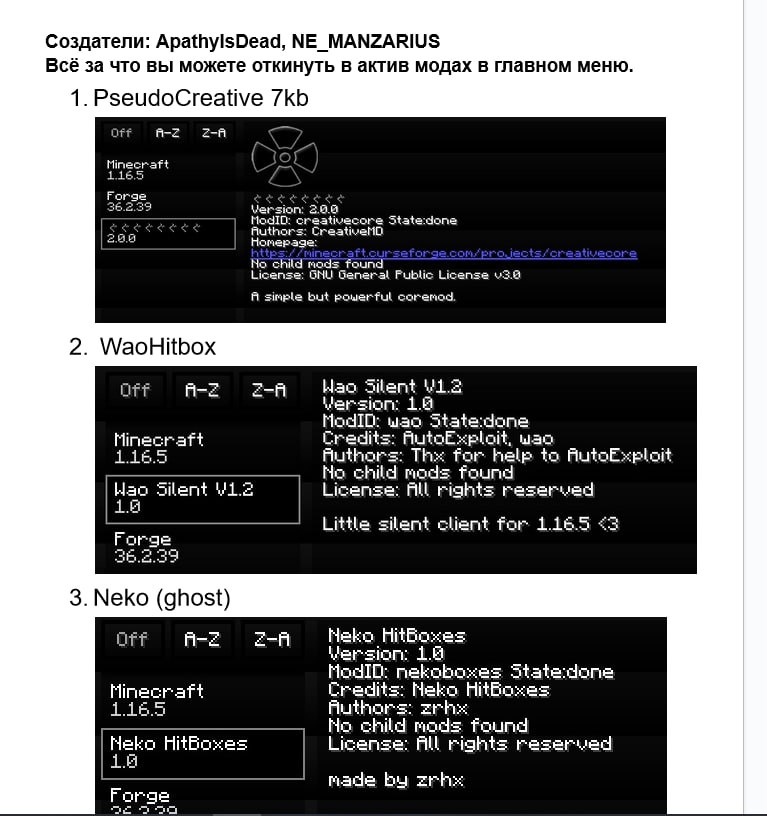 Создатели: ApathyIsDead, NE_MANZARIUS
Всё за что вы можете откинуть в актив модах в главном меню.
1. PseudoCreative 7kb
Off A-Z Z-A
Minecraft
1.16.5
Forge
36.2.39
2.0.0
Version: 2.0.0
ModID: creativecore State:done
Authors: CreativeMD
Homepage:
https://minecraft.curseforge.com/projects/creativecore
No child mods found
License: GNU General Public License v3.0
A simple but powerful coremod.
2. WaoHitbox
Off A-Z Z-A
Minecraft
1.16.5
Wao Silent V1.2
1.0
Forge
36.2.39
Wao Silent V1.2
Version: 1.0
ModID: wao State:done
Credits: AutoExploit, wao
Authors: Thx for help to AutoExploit
No child mods found
License: All rights reserved
Little silent client for 1.16.5 <3
3. Neko (ghost)
Off A-Z Z-A
Minecraft
1.16.5
Neko HitBoxes
1.0
Forge
36.2.39
Neko HitBoxes
Version: 1.0
ModID: nekoboxes State:done
Credits: Neko HitBoxes
Authors: zrhx
No child mods found
License: All rights reserved
made by zrhx